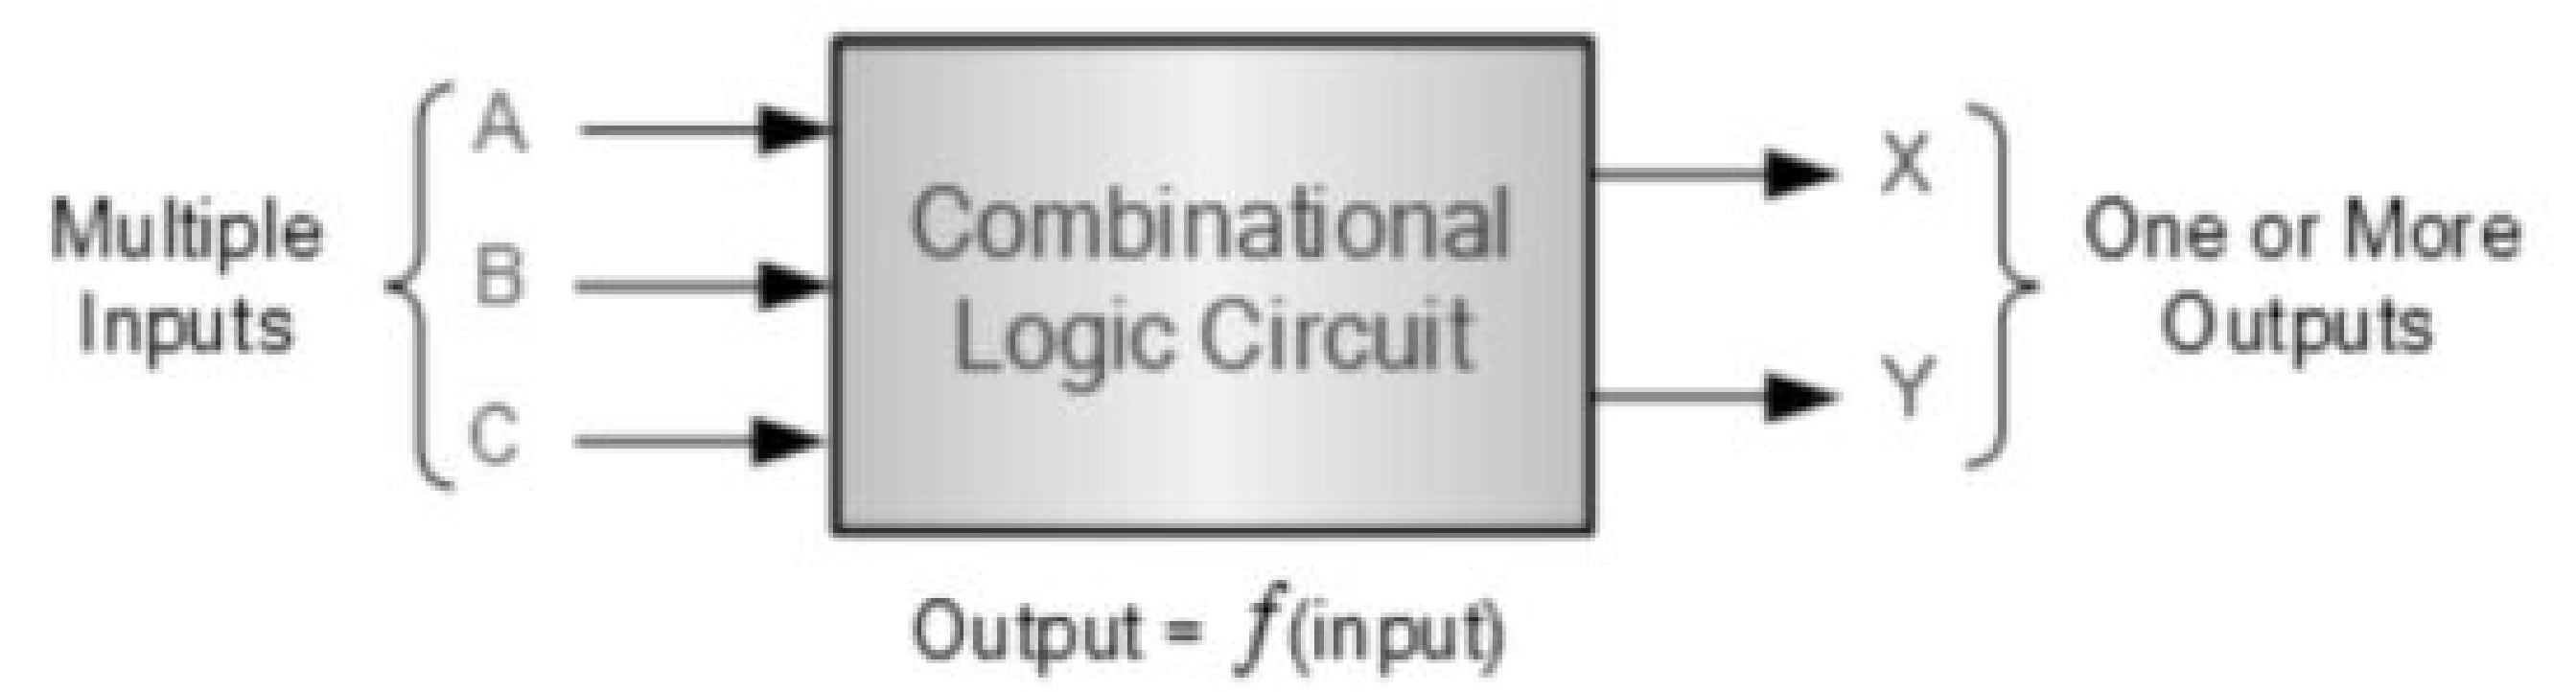 Multiple
Inputs
A
B
C
Combinational
Logic Circuit
X
Y
One or More
Outputs
Output = f(input)